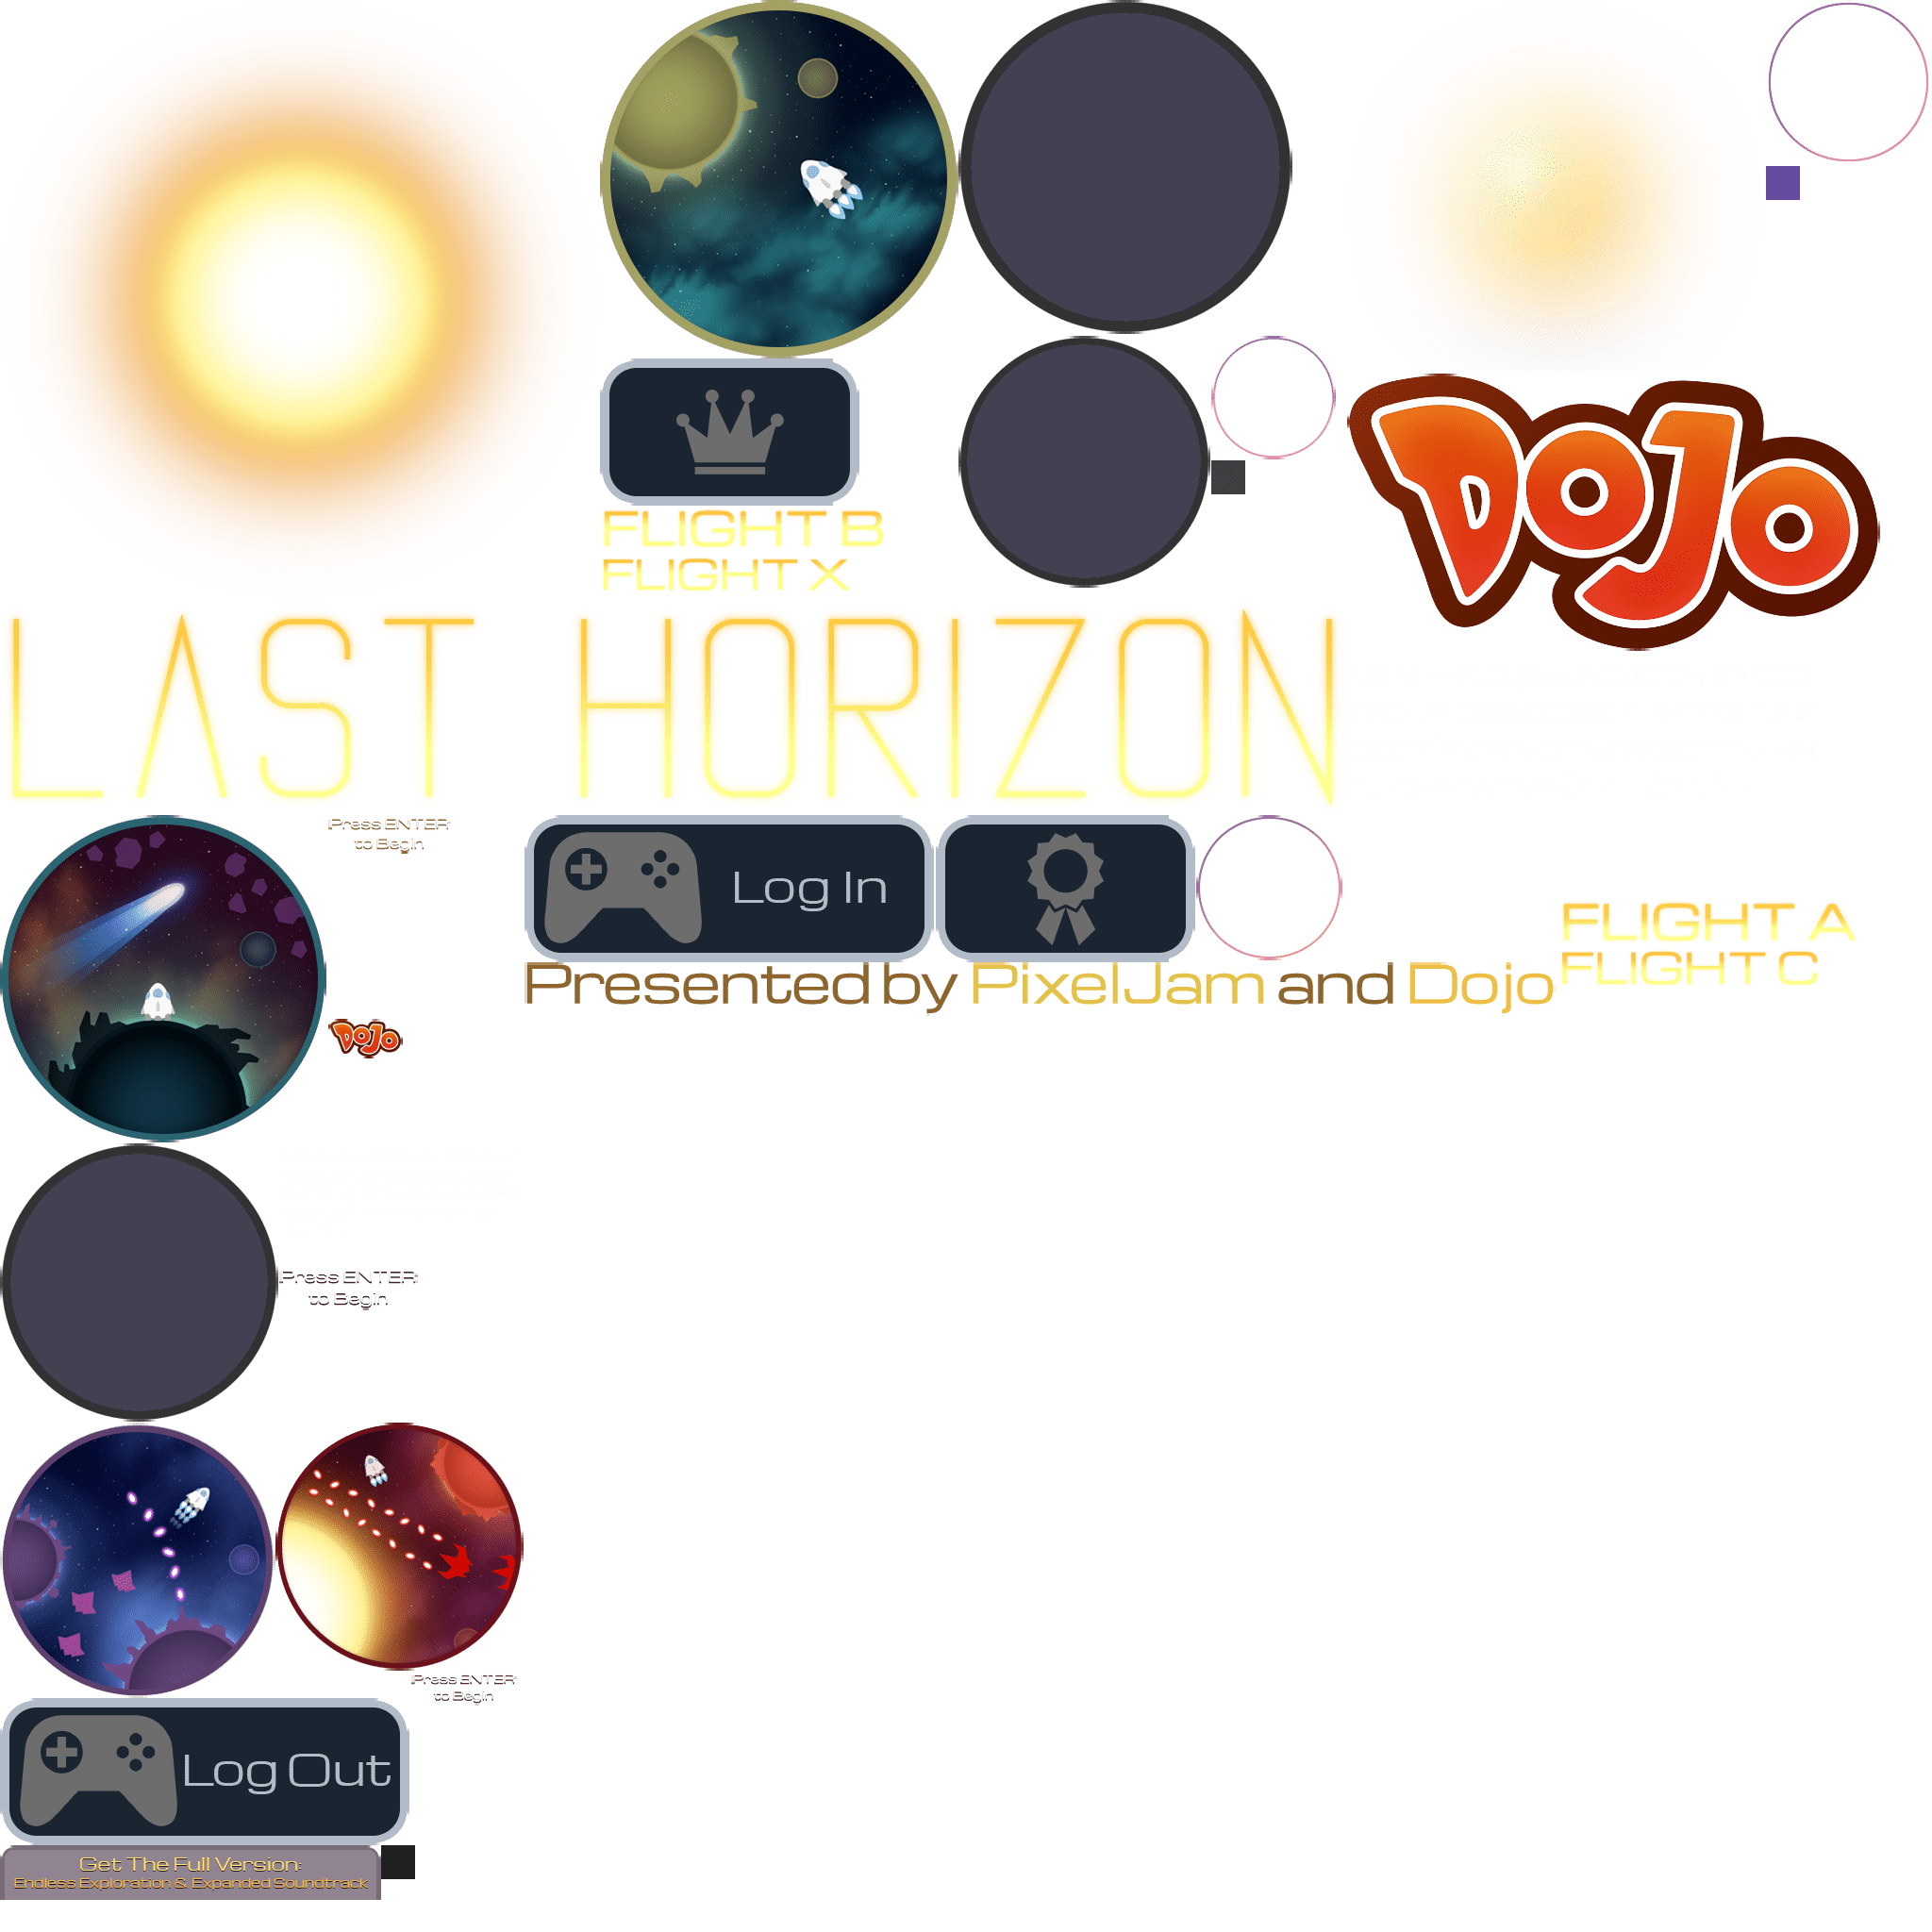 FLIGHT B
FLIGHT X
DOJO
LAST HORIZON
Press ENTER
to Begin
Log In
FLIGHT A
FLIGHT C
Presented by PixelJam and Dojo
DOJO
Press ENTER
to Begin
Press ENTER
to Begin
Log Out
Get The Full Version:
Endless Exploration & Expanded Soundtrack